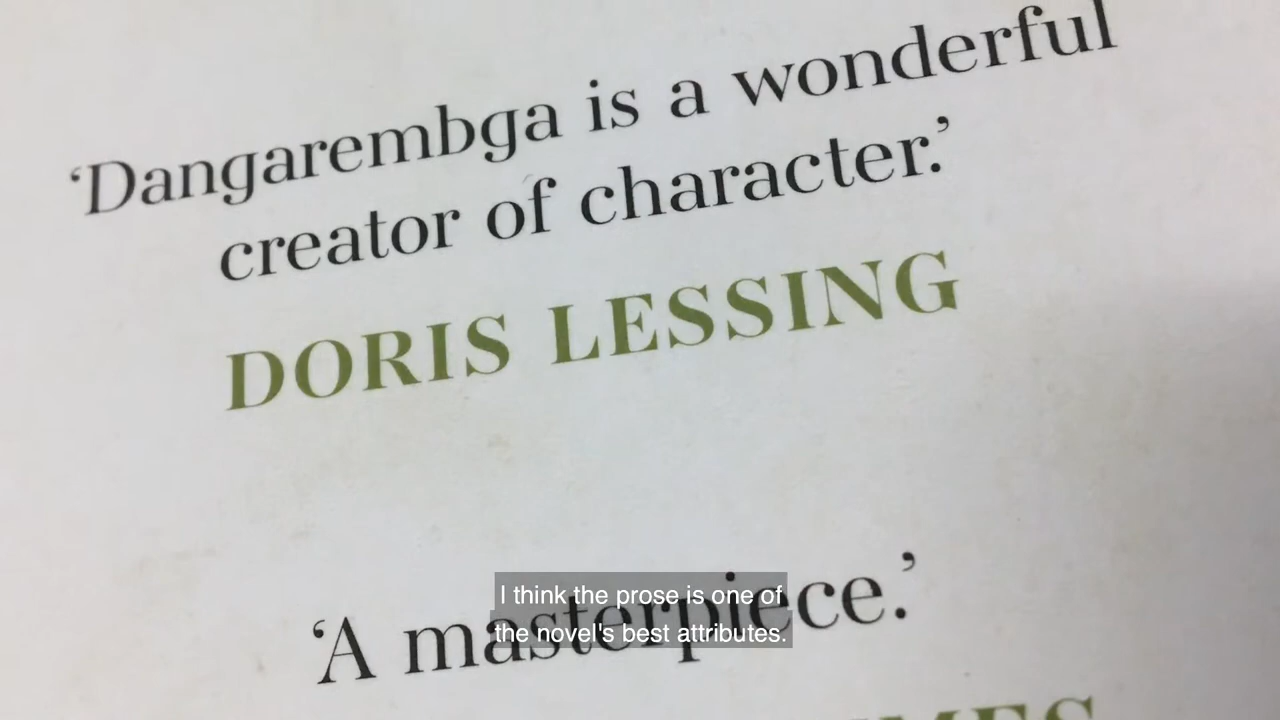 ‘Dangarembga is a wonderful
creator of character.’
DORIS LESSING
‘A masterpiece.’
I think the prose is one of
the novel's best attributes.